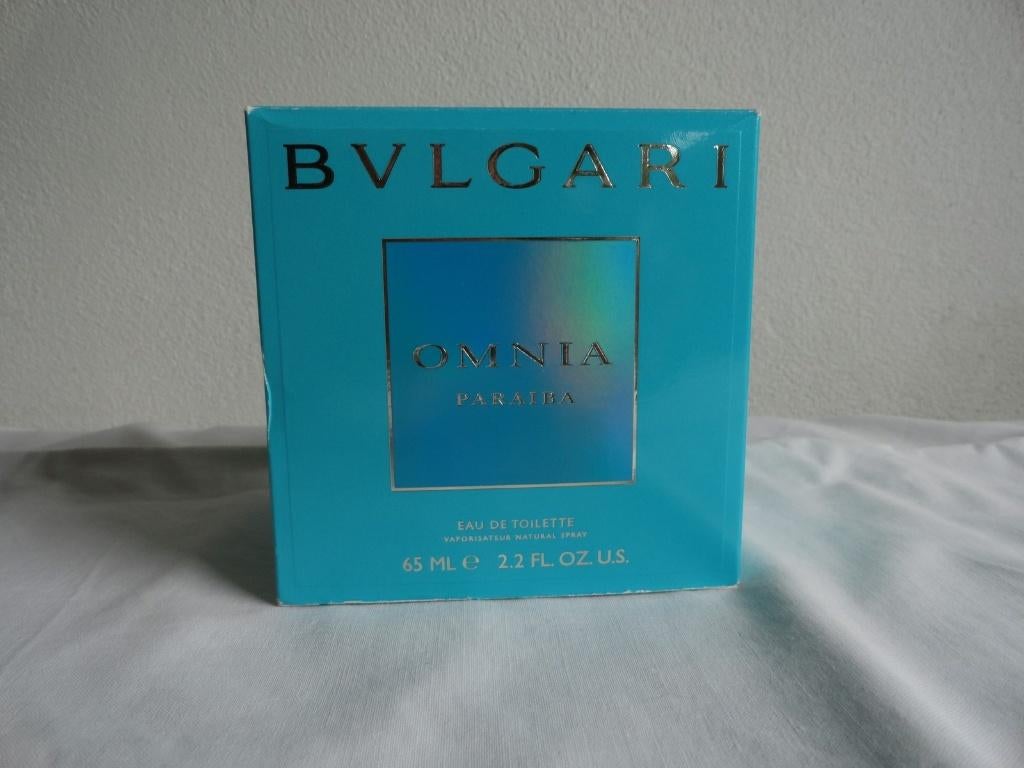 BVLGARI
OMNIA
PARAIBA
EAU DE TOILETTE
VAPORISATEUR NATURAL SPRAY
65 ML ℮ 2.2 FL. OZ. U.S.